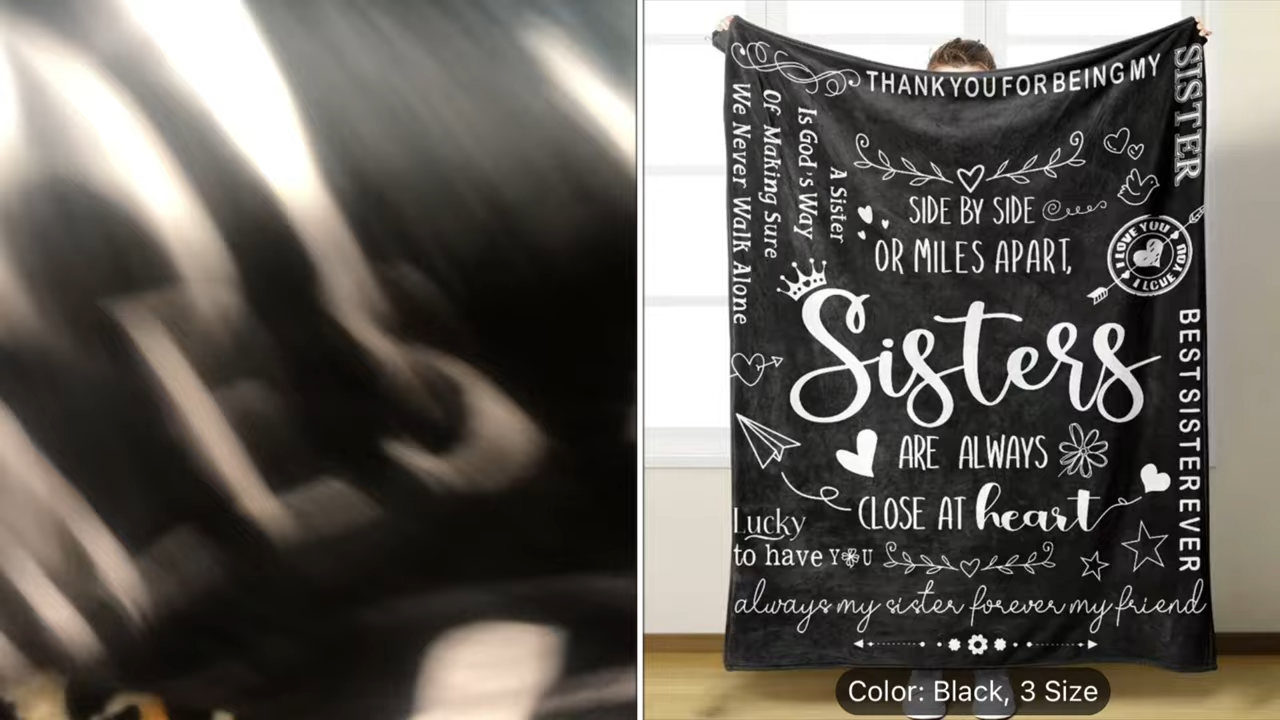 THANK YOU FOR BEING MY
SISTER
We Never Walk Alone
Of Making Sure
Is God's Way
A Sister
SIDE BY SIDE
OR MILES APART,
I LOVE YOU
I LOVE YOU
Sisters
ARE ALWAYS
CLOSE AT heart
BEST SISTER EVER
Lucky
to have YOU
always my sister forever my friend
Color: Black, 3 Size